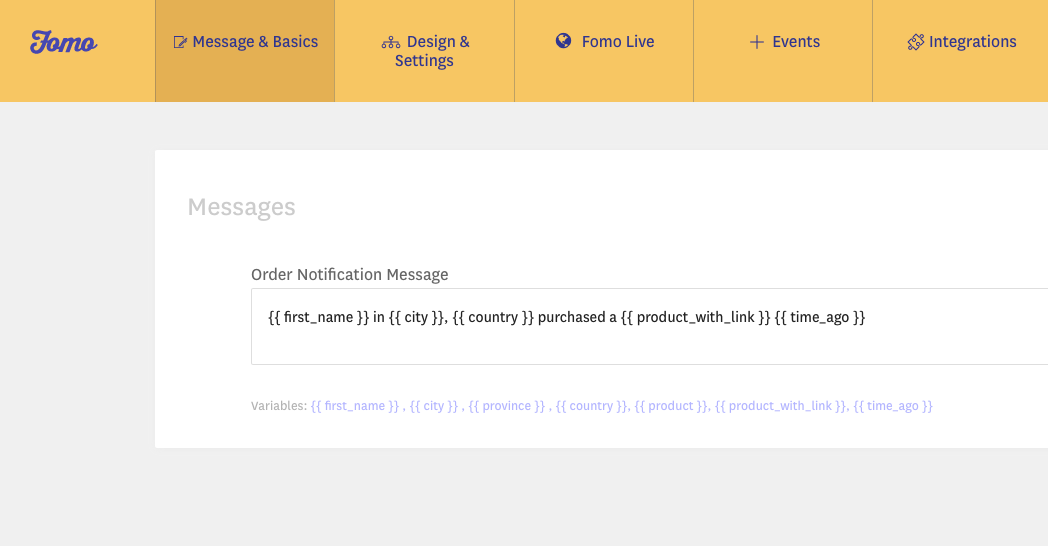 Fomo
Message & Basics
Design &
Settings
Fomo Live
Events
Integrations
Messages
Order Notification Message
{{ first_name }} in {{ city }}, {{ country }} purchased a {{ product_with_link }} {{ time_ago }}
Variables: {{ first_name }} , {{ city }} , {{ province }} , {{ country }}, {{ product }}, {{ product_with_link }}, {{ time_ago }}